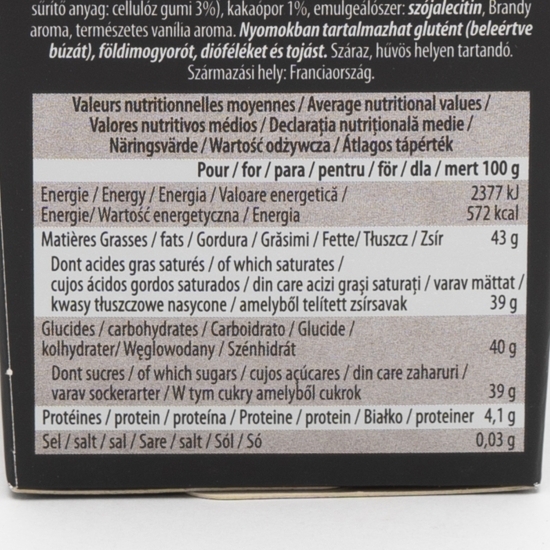 sűrítő anyag: cellulóz gumi 3%), kakaópor 1%, emulgeálószer: szójalecitin, Brandy
aroma, természetes vanília aroma. Nyomokban tartalmazhat glutént (beleértve
búzát), földimogyorót, dióféléket és tojást. Száraz, hűvös helyen tartandó.
Származási hely: Franciaország.
Valeurs nutritionnelles moyennes / Average nutritional values /
Valores nutritivos médios / Declarația nutrițională medie /
Näringsvärde / Wartość odżywcza / Átlagos tápérték
Pour / for / para / pentru / för / dla / mert 100 g
Energie / Energy / Energia / Valoare energetică / 2377 kJ
Energie/ Wartość energetyczna / Energia 572 kcal
Matières Grasses / fats / Gordura / Grăsimi / Fette/ Tłuszcz / Zsír 43 g
Dont acides gras saturés / of which saturates /
cujos ácidos gordos saturados / din care acizi grași saturați / varav mättat /
kwasy tłuszczowe nasycone / amelyből telített zsírsavak 39 g
Glucides / carbohydrates / Carboidrato / Glucide /
kolhydrater/ Węglowodany / Szénhidrát 40 g
Dont sucres / of which sugars / cujos açúcares / din care zaharuri /
varav sockerarter / W tym cukry amelyből cukrok 39 g
Protéines / protein / proteína / Proteine / protein / Białko / proteiner 4,1 g
Sel / salt / sal / Sare / salt / Sól / Só 0,03 g